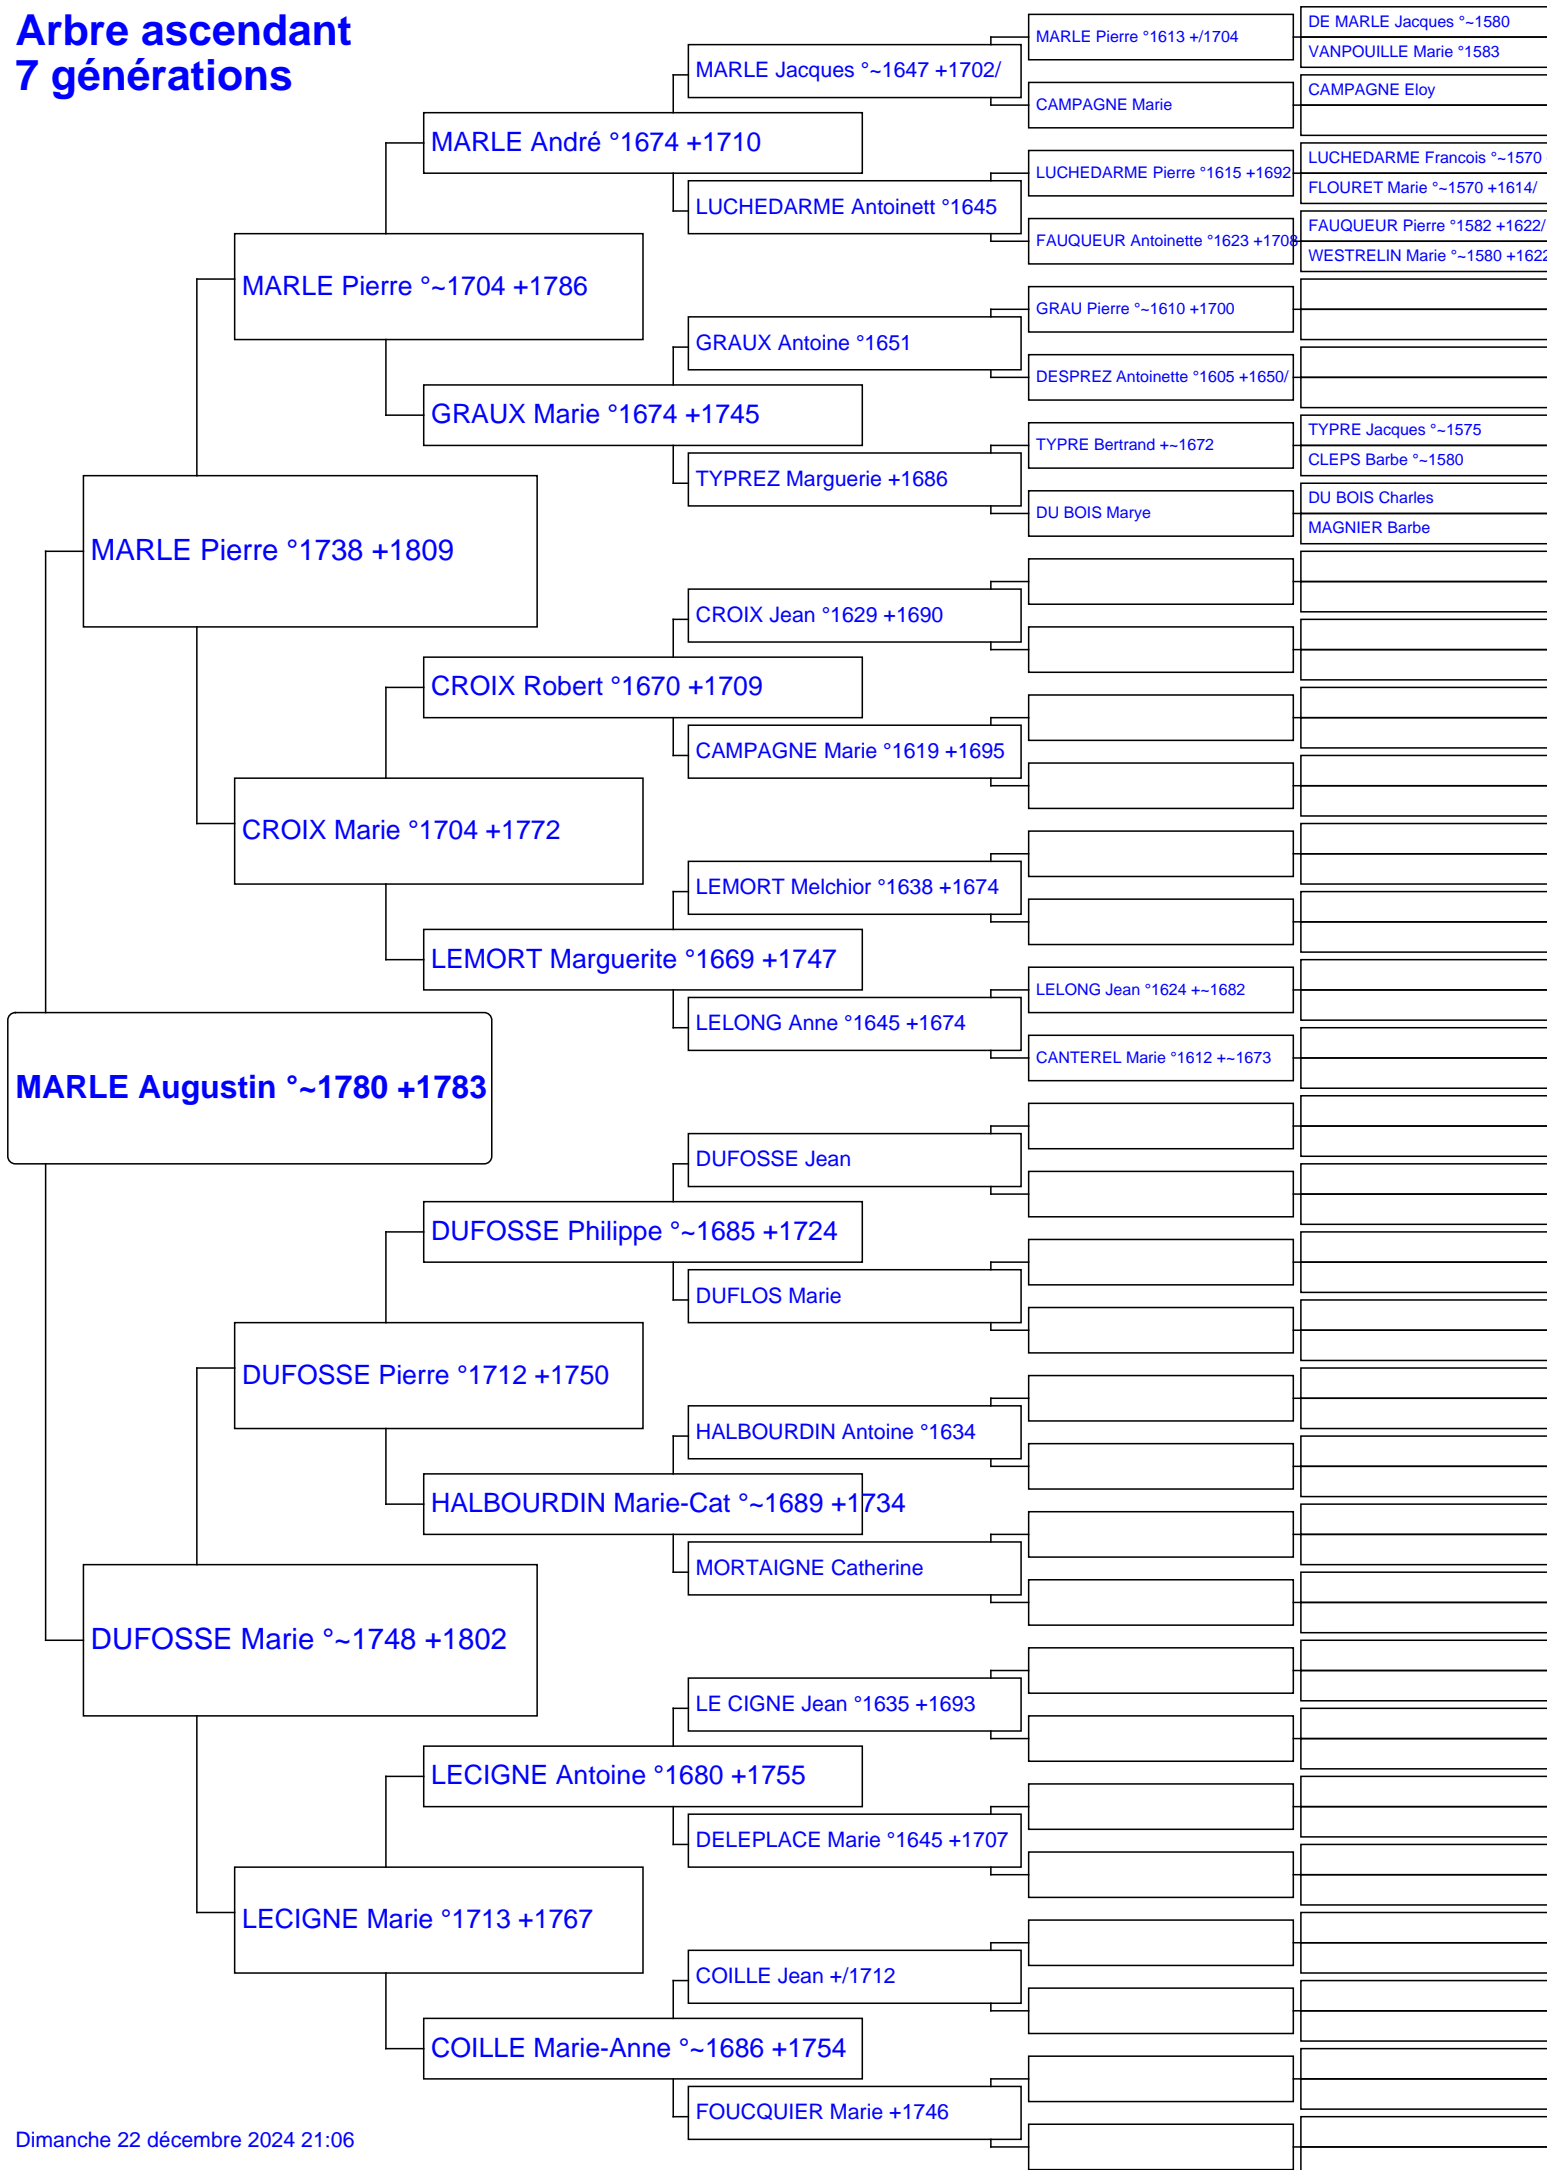 Arbre ascendant
7 générations
DE MARLE Jacques °~1580
MARLE Pierre °1613 +/1704
VANPOUILLE Marie °1583
MARLE Jacques °~1647 +1702/
CAMPAGNE Eloy
CAMPAGNE Marie
MARLE André °1674 +1710
LUCHEDARME Francois °~1570
LUCHEDARME Pierre °1615 +1692
FLOURET Marie °~1570 +1614/
LUCHEDARME Antoinett °1645
FAUQUEUR Pierre °1582 +1622/
FAUQUEUR Antoinette °1623 +1708
WESTRELIN Marie °~1580 +1622
MARLE Pierre °~1704 +1786
GRAU Pierre °~1610 +1700
GRAUX Antoine °1651
DESPREZ Antoinette °1605 +1650/
GRAUX Marie °1674 +1745
TYPRE Jacques °~1575
TYPRE Bertrand +~1672
CLEPS Barbe °~1580
TYPREZ Marguerie +1686
DU BOIS Charles
DU BOIS Marye
MAGNIER Barbe
MARLE Pierre °1738 +1809
CROIX Jean °1629 +1690
CROIX Robert °1670 +1709
CAMPAGNE Marie °1619 +1695
CROIX Marie °1704 +1772
LEMORT Melchior °1638 +1674
LEMORT Marguerite °1669 +1747
LELONG Jean °1624 +~1682
LELONG Anne °1645 +1674
CANTEREL Marie °1612 +~1673
MARLE Augustin °~1780 +1783
DUFOSSE Jean
DUFOSSE Philippe °~1685 +1724
DUFLOS Marie
DUFOSSE Pierre °1712 +1750
HALBOURDIN Antoine °1634
HALBOURDIN Marie-Cat °~1689 +1734
MORTAIGNE Catherine
DUFOSSE Marie °~1748 +1802
LE CIGNE Jean °1635 +1693
LECIGNE Antoine °1680 +1755
DELEPLACE Marie °1645 +1707
LECIGNE Marie °1713 +1767
COILLE Jean +/1712
COILLE Marie-Anne °~1686 +1754
FOUCQUIER Marie +1746
Dimanche 22 décembre 2024 21:06